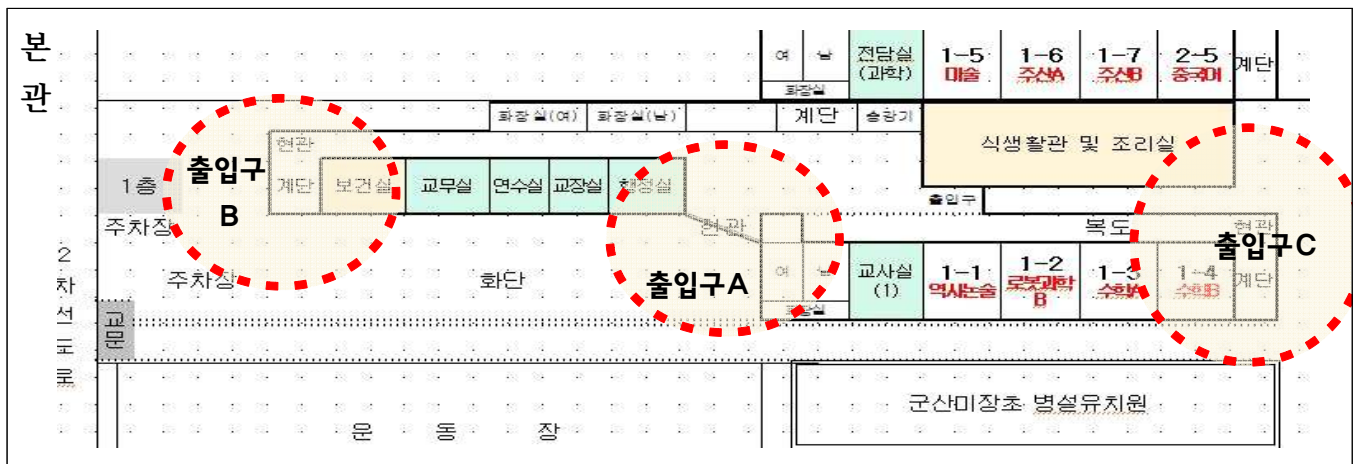 본관
여 남 전담실 (과학) 1-5 미술 1-6 주산A 1-7 주산B 2-5 중국어 계단
화장실
화장실(여) 화장실(남) 계단 승강기
식생활관 및 조리실
현관
1층 출입구 B 계단 보건실 교무실 연수실 교장실 행정실
출입구
주차장 현관 복도 현관
2차선도로
주차장 화단 출입구A 여 남 교사실 (1) 1-1 역사논술 1-2 로봇과학B 1-3 수학A 1-4 수학B 계단 출입구C
화장실
교문
군산미장초 병설유치원
운동장